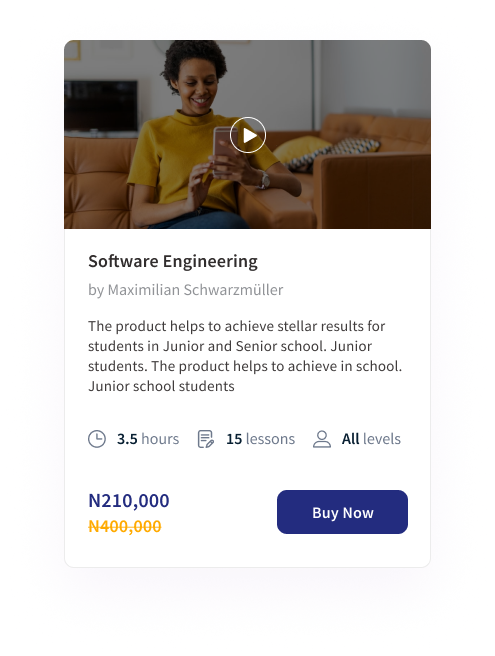 Software Engineering
by Maximilian Schwarzmüller
The product helps to achieve stellar results for
students in Junior and Senior school. Junior
students. The product helps to achieve in school.
Junior school students
3.5 hours 15 lessons All levels
N210,000
N400,000
Buy Now